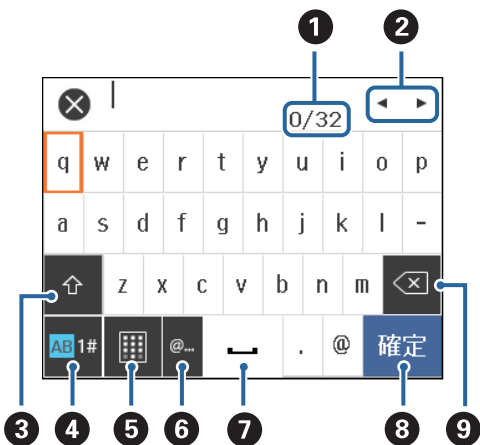 1 2
0/32
q w e r t y u i o p
a s d f g h j k l -
z x c v b n m
AB 1# @... . @ 確定
3 4 5 6 7 8 9